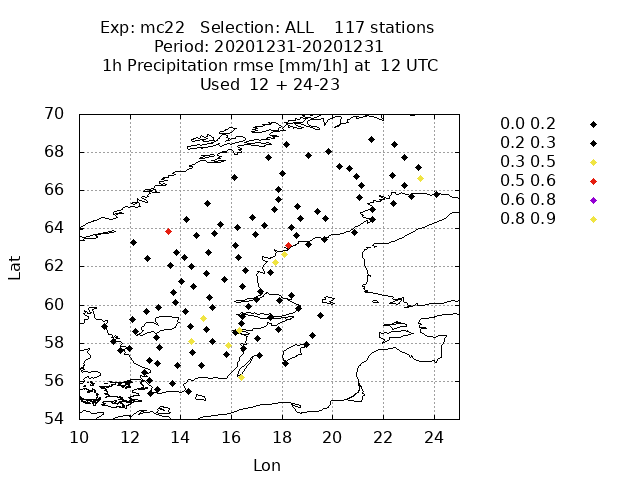 Exp: mc22 Selection: ALL 117 stations
Period: 20201231-20201231
1h Precipitation rmse [mm/1h] at 12 UTC
Used 12 + 24-23
70
68
66
64
62
60
58
56
54
Lat
10 12 14 16 18 20 22 24
Lon
0.0 0.2
0.2 0.3
0.3 0.5
0.5 0.6
0.6 0.8
0.8 0.9